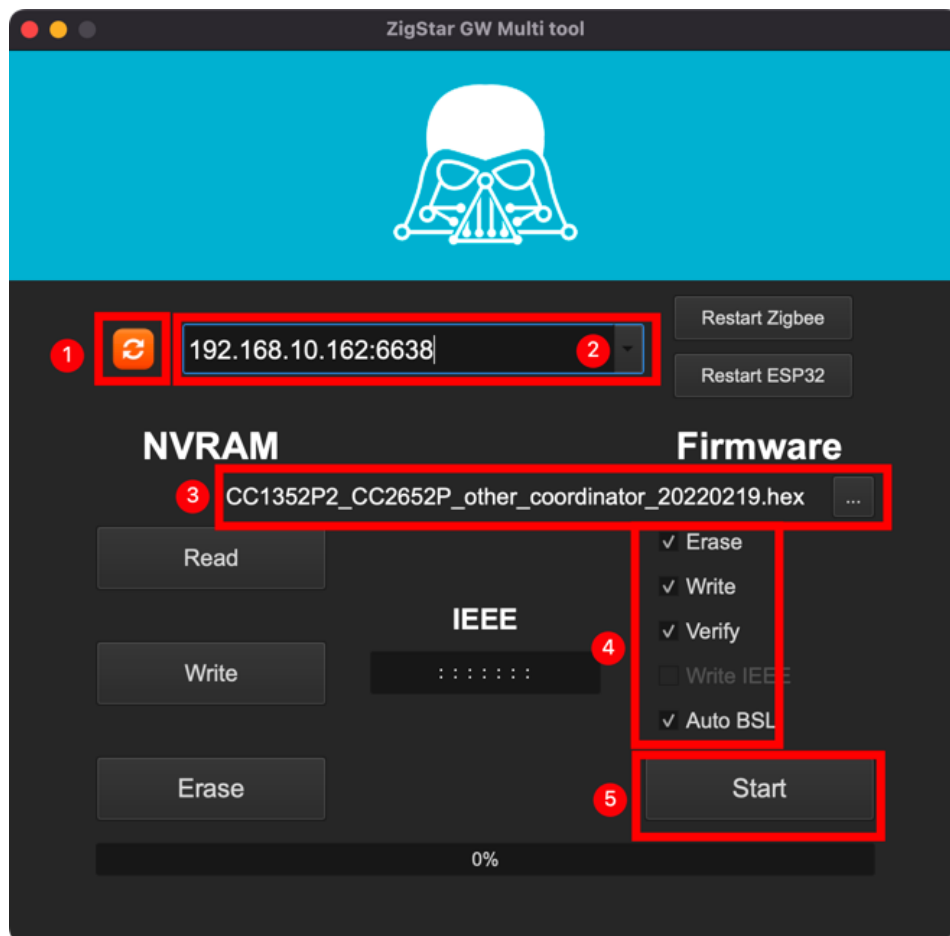 ZigStar GW Multi tool
Restart Zigbee
1
192.168.10.162:6638
2
Restart ESP32
NVRAM
Firmware
3
CC1352P2_CC2652P_other_coordinator_20220219.hex
...
Read
Erase
Write
IEEE
Verify
4
Write
: : : : : : :
Write IEEE
Auto BSL
Erase
5
Start
0%